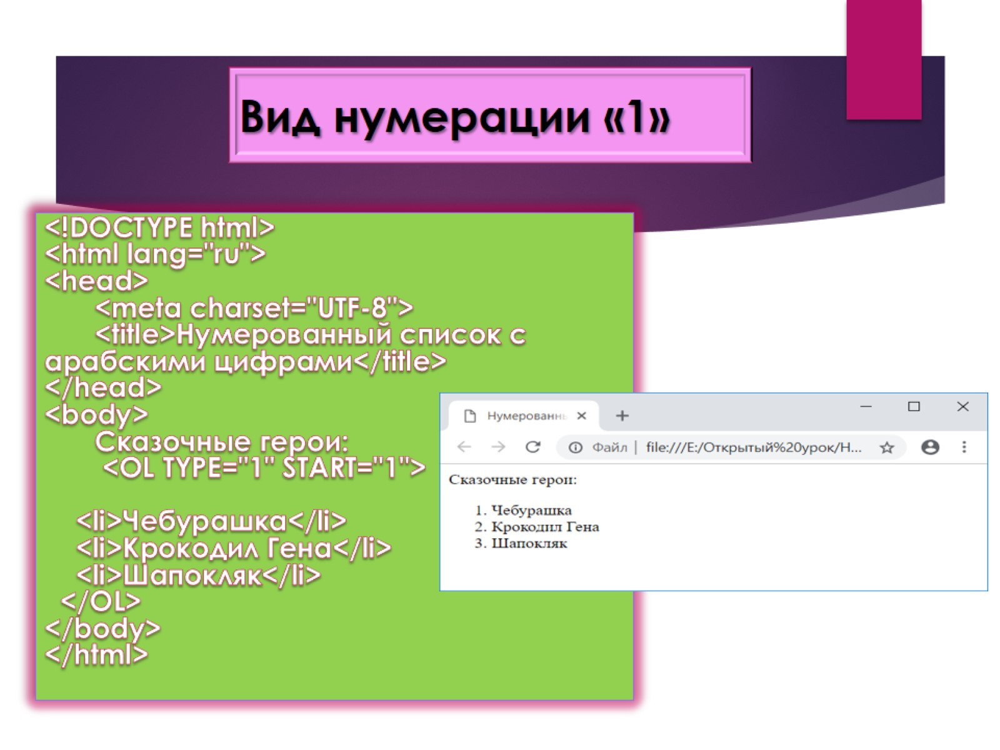 Вид нумерации «1»
<!DOCTYPE html>
<html lang="ru">
<head>
<meta charset="UTF-8">
<title>Нумерованный список с
арабскими цифрами</title>
</head>
<body>
Сказочные герои:
<OL TYPE="1" START="1">
<li>Чебурашка</li>
<li>Крокодил Гена</li>
<li>Шапокляк</li>
</OL>
</body>
</html>
Нумерованн
Файл | file:///E:/Открытый%20урок/Н...
Сказочные герои:
1. Чебурашка
2. Крокодил Гена
3. Шапокляк